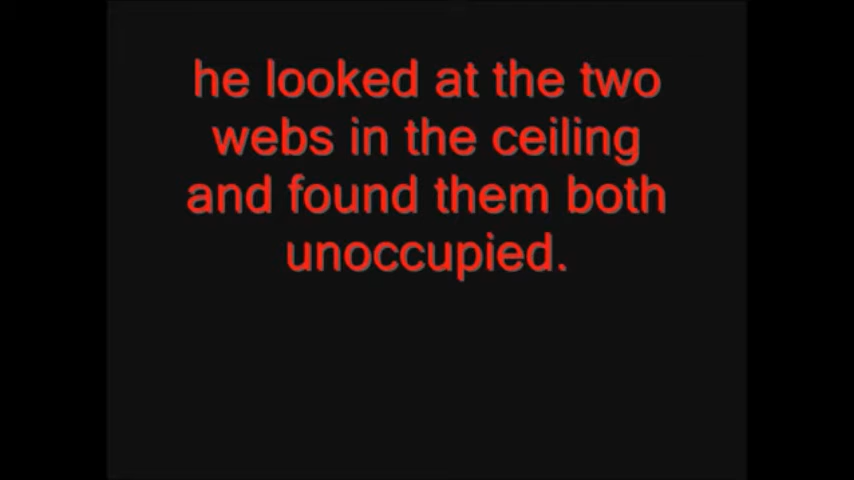 he looked at the two
webs in the ceiling
and found them both
unoccupied.